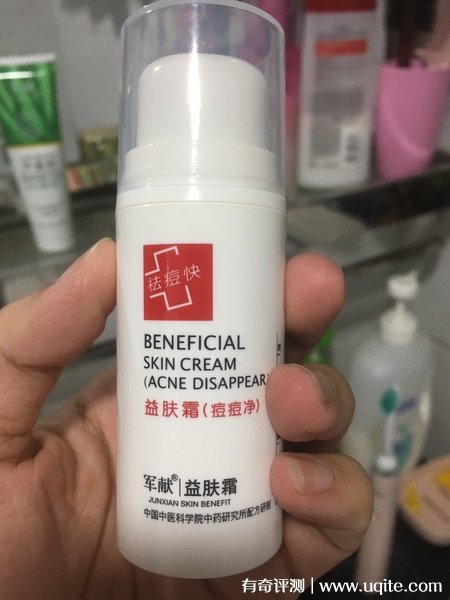 祛痘快
BENEFICIAL
SKIN CREAM
(ACNE DISAPPEAR)
益肤霜(痘痘净)
军献®|益肤霜
JUNXIAN SKIN BENEFIT
中国中医科学院中药研究所配方研制
有奇评测 | www.uqite.com